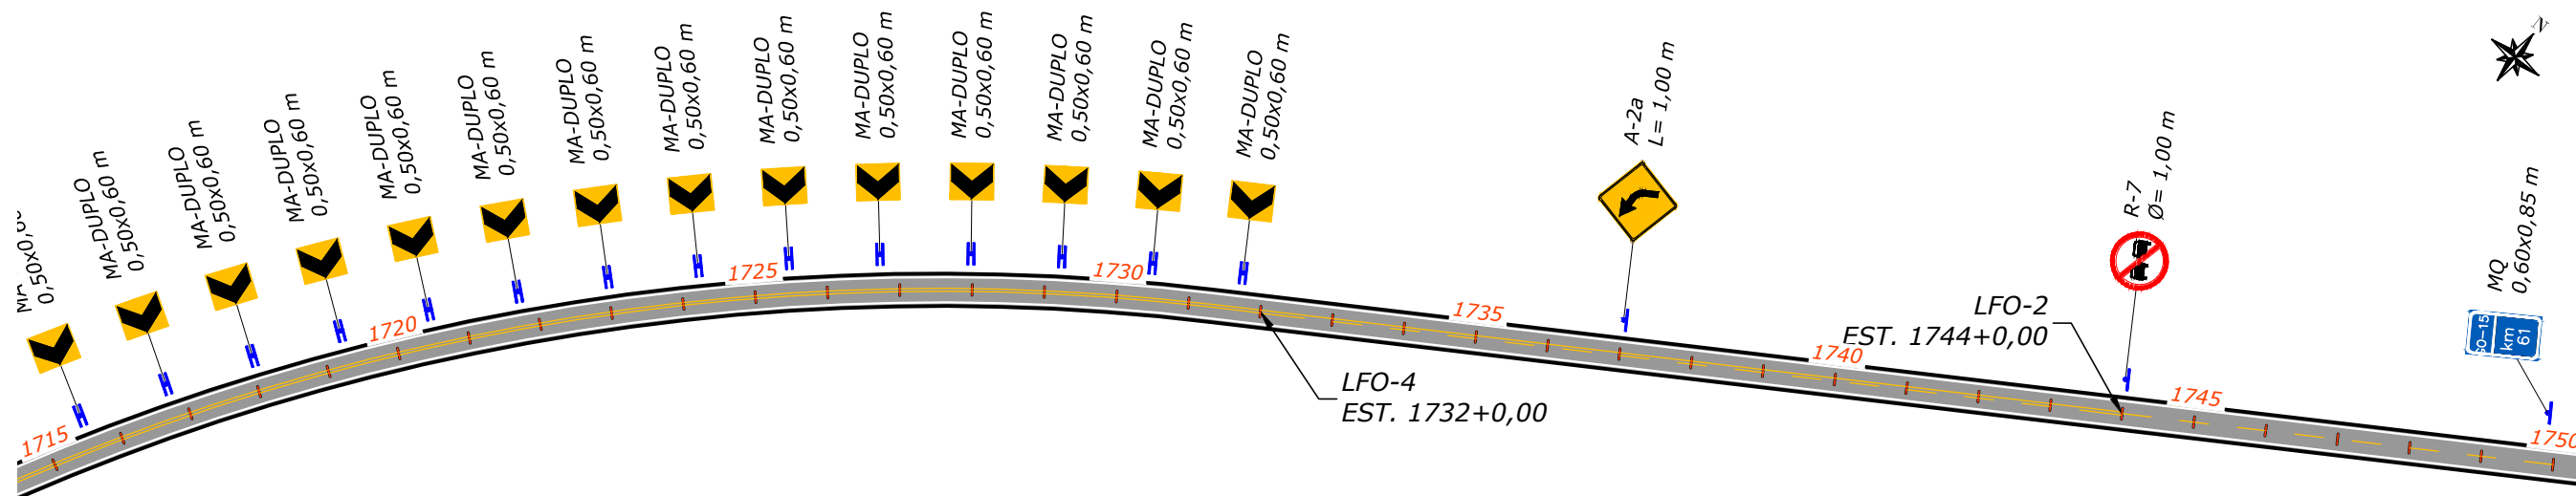 0,50x0,60
MA-DUPLO
0,50x0,60 m
MA-DUPLO
0,50x0,60 m
MA-DUPLO
0,50x0,60 m
MA-DUPLO
0,50x0,60 m
MA-DUPLO
0,50x0,60 m
MA-DUPLO
0,50x0,60 m
MA-DUPLO
0,50x0,60 m
MA-DUPLO
0,50x0,60 m
MA-DUPLO
0,50x0,60 m
MA-DUPLO
0,50x0,60 m
MA-DUPLO
0,50x0,60 m
MA-DUPLO
0,50x0,60 m
MA-DUPLO
0,50x0,60 m
A-2a
L= 1,00 m
R-7
Ø= 1,00 m
MQ
0,60x0,85 m
N
km
61
1715
1720
1725
1730
1735
1740
1745
1750
LFO-4
EST. 1732+0,00
LFO-2
EST. 1744+0,00